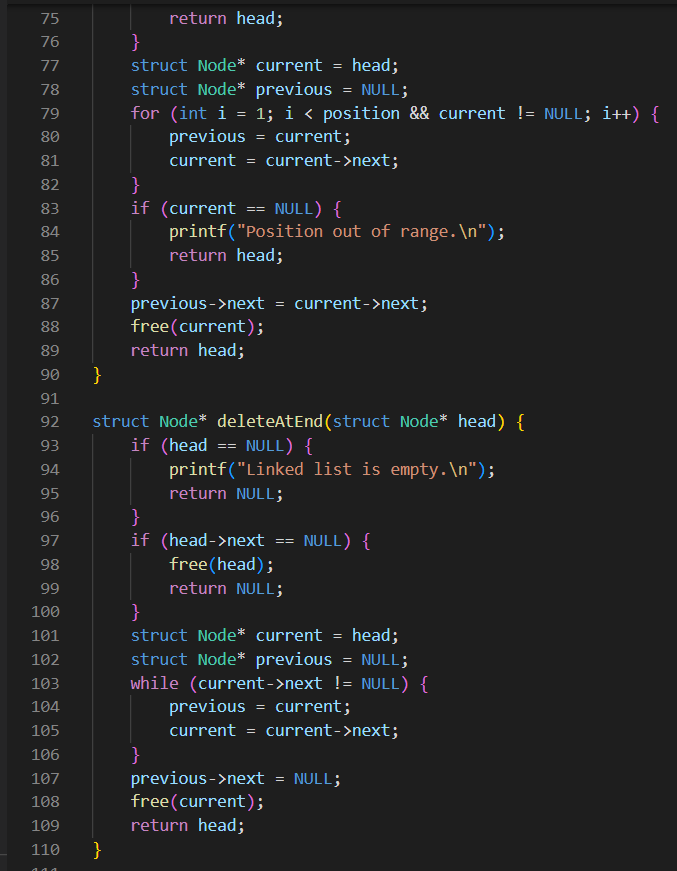 75 return head;
76 }
77 struct Node* current = head;
78 struct Node* previous = NULL;
79 for (int i = 1; i < position && current != NULL; i++) {
80 previous = current;
81 current = current->next;
82 }
83 if (current == NULL) {
84 printf("Position out of range.\n");
85 return head;
86 }
87 previous->next = current->next;
88 free(current);
89 return head;
90 }
91
92 struct Node* deleteAtEnd(struct Node* head) {
93 if (head == NULL) {
94 printf("Linked list is empty.\n");
95 return NULL;
96 }
97 if (head->next == NULL) {
98 free(head);
99 return NULL;
100 }
101 struct Node* current = head;
102 struct Node* previous = NULL;
103 while (current->next != NULL) {
104 previous = current;
105 current = current->next;
106 }
107 previous->next = NULL;
108 free(current);
109 return head;
110 }